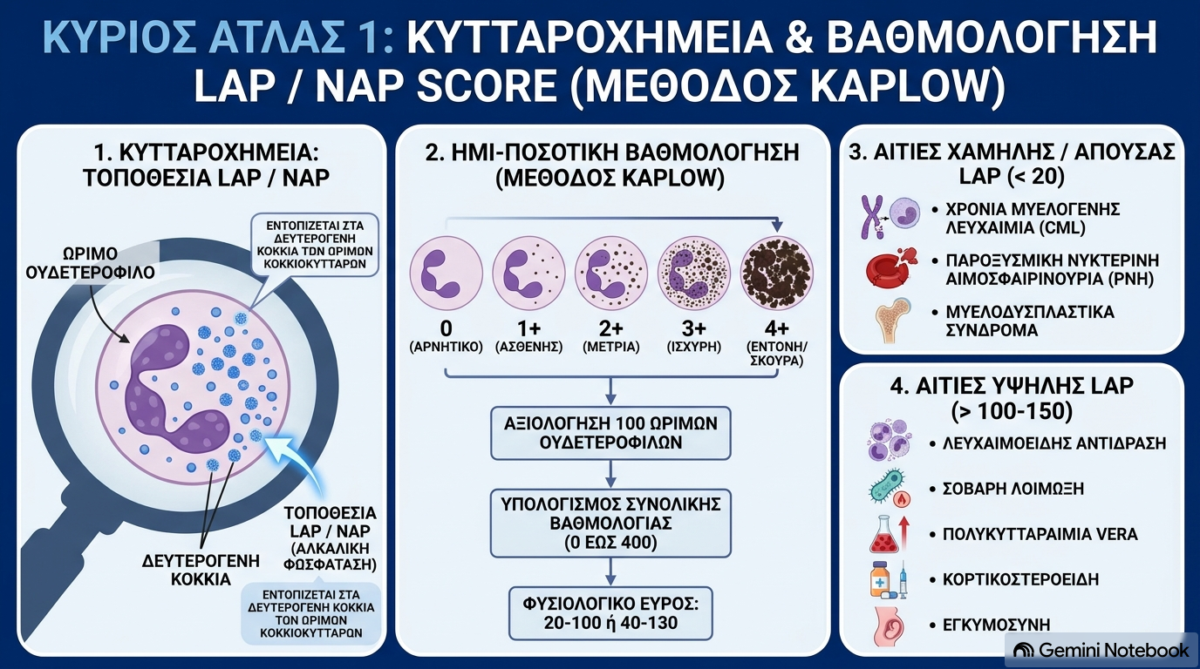 ΚΥΡΙΟΣ ΑΤΛΑΣ 1: ΚΥΤΤΑΡΟΧΗΜΕΙΑ & ΒΑΘΜΟΛΟΓΗΣΗ
LAP / NAP SCORE (ΜΕΘΟΔΟΣ KAPLOW)
1. ΚΥΤΤΑΡΟΧΗΜΕΙΑ:
ΤΟΠΟΘΕΣΙΑ LAP / NAP
ΕΝΤΟΠΙΖΕΤΑΙ ΣΤΑ
ΔΕΥΤΕΡΟΓΕΝΗ
ΚΟΚΚΙΑ ΤΩΝ ΩΡΙΜΩΝ
ΚΟΚΚΙΟΚΥΤΤΑΡΩΝ
ΩΡΙΜΟ
ΟΥΔΕΤΕΡΟΦΙΛΟ
ΔΕΥΤΕΡΟΓΕΝΗ
ΚΟΚΚΙΑ
ΤΟΠΟΘΕΣΙΑ
LAP / NAP
(ΑΛΚΑΛΙΚΗ
ΦΩΣΦΑΤΑΣΗ)
ΕΝΤΟΠΙΖΕΤΑΙ ΣΤΑ
ΔΕΥΤΕΡΟΓΕΝΗ ΚΟΚΚΙΑ
ΤΩΝ ΩΡΙΜΩΝ
ΚΟΚΚΙΟΚΥΤΤΑΡΩΝ
2. ΗΜΙ-ΠΟΣΟΤΙΚΗ ΒΑΘΜΟΛΟΓΗΣΗ
(ΜΕΘΟΔΟΣ KAPLOW)
0
(ΑΡΝΗΤΙΚΟ)
1+
(ΑΣΘΕΝΗΣ)
2+
(ΜΕΤΡΙΑ)
3+
(ΙΣΧΥΡΗ)
4+
(ΕΝΤΟΝΗ/
ΣΚΟΥΡΑ)
ΑΞΙΟΛΟΓΗΣΗ 100 ΩΡΙΜΩΝ
ΟΥΔΕΤΕΡΟΦΙΛΩΝ
ΥΠΟΛΟΓΙΣΜΟΣ ΣΥΝΟΛΙΚΗΣ
ΒΑΘΜΟΛΟΓΙΑΣ
(0 ΕΩΣ 400)
ΦΥΣΙΟΛΟΓΙΚΟ ΕΥΡΟΣ:
20-100 ή 40-130
3. ΑΙΤΙΕΣ ΧΑΜΗΛΗΣ / ΑΠΟΥΣΑΣ
LAP (< 20)
• ΧΡΟΝΙΑ ΜΥΕΛΟΓΕΝΗΣ
ΛΕΥΧΑΙΜΙΑ (CML)
• ΠΑΡΟΞΥΣΜΙΚΗ ΝΥΚΤΕΡΙΝΗ
ΑΙΜΟΣΦΑΙΡΙΝΟΥΡΙΑ (PNH)
• ΜΥΕΛΟΔΥΣΠΛΑΣΤΙΚΑ
ΣΥΝΔΡΟΜΑ
4. ΑΙΤΙΕΣ ΥΨΗΛΗΣ LAP
(> 100-150)
• ΛΕΥΧΑΙΜΟΕΙΔΗΣ ΑΝΤΙΔΡΑΣΗ
• ΣΟΒΑΡΗ ΛΟΙΜΩΞΗ
• ΠΟΛΥΚΥΤΤΑΡΑΙΜΙΑ VERA
• ΚΟΡΤΙΚΟΣΤΕΡΟΕΙΔΗ
• ΕΓΚΥΜΟΣΥΝΗ
Gemini Notebook